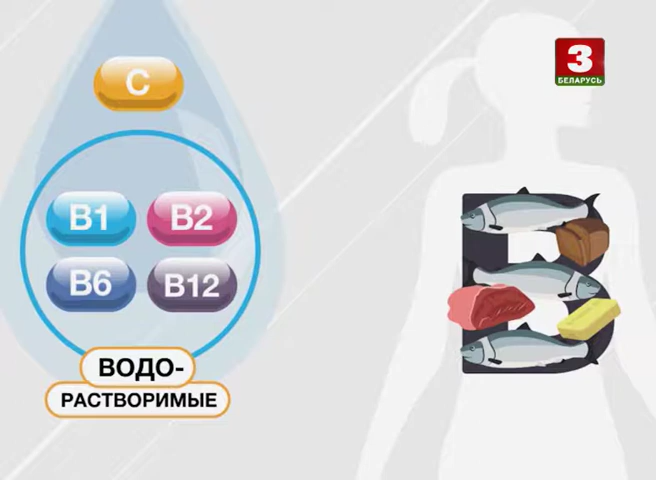 C
3
БЕЛАРУСЬ
B1 B2
B6 B12
ВОДО-
РАСТВОРИМЫЕ
B